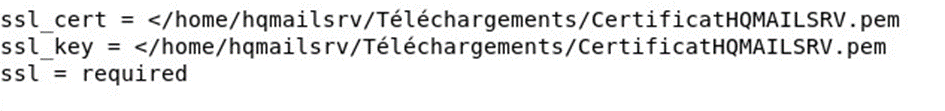 ssl_cert = </home/hqmailsrv/Téléchargements/CertificatHQMAILSRV.pem
ssl_key = </home/hqmailsrv/Téléchargements/CertificatHQMAILSRV.pem
ssl = required